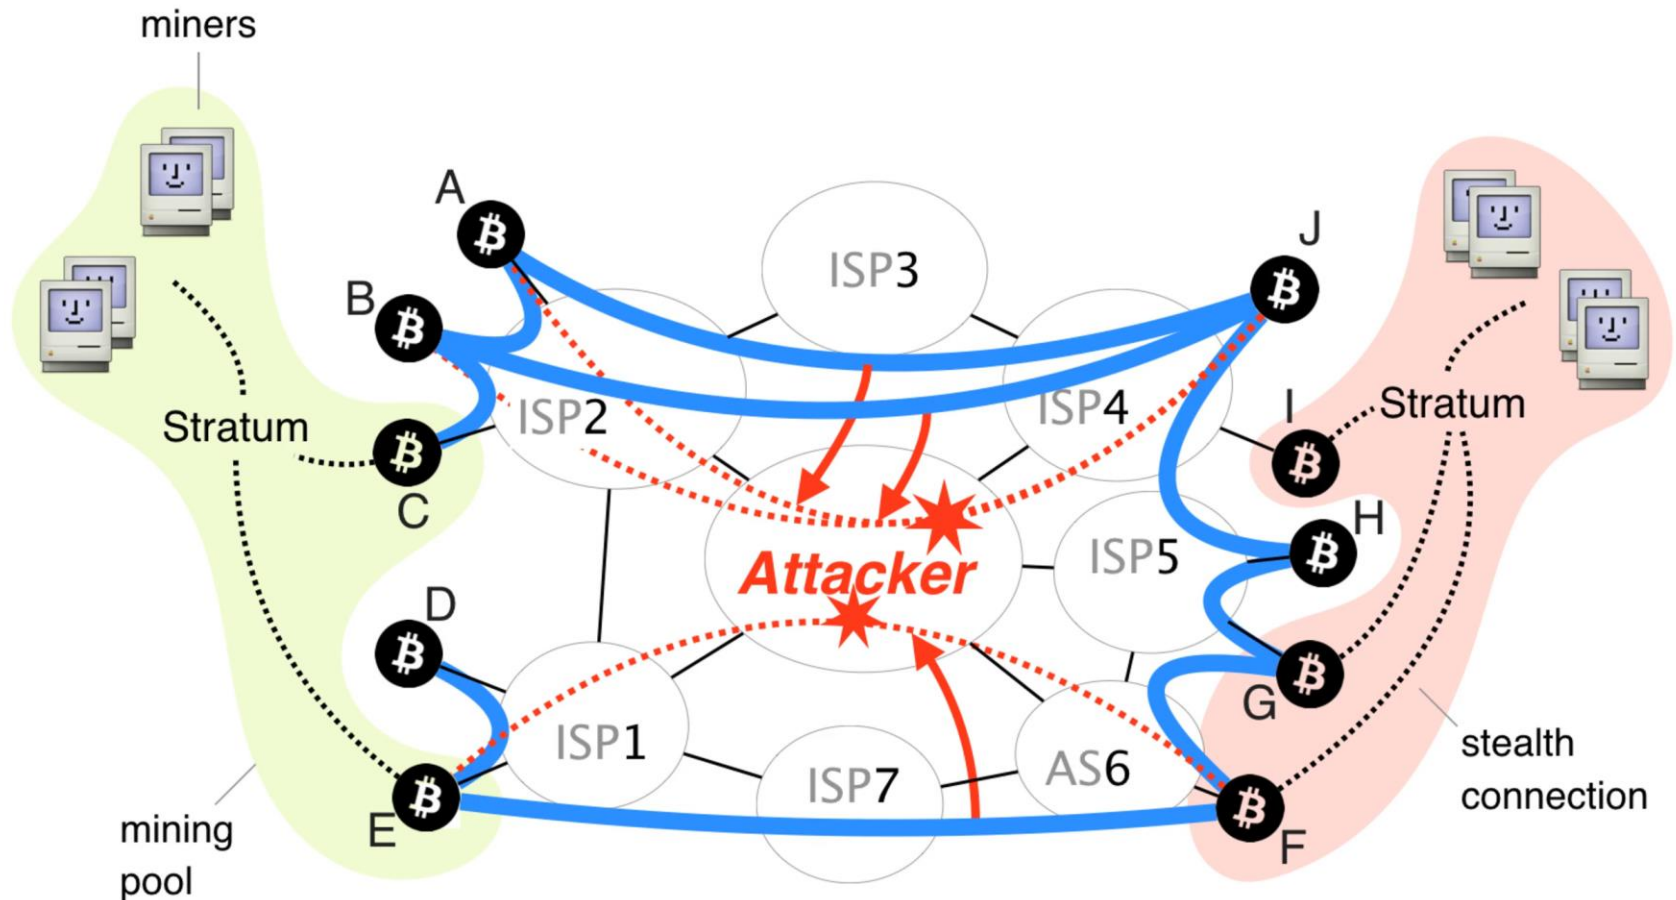 miners
A
J
B
ISP3
ISP2
ISP4
I
Stratum
Stratum
C
H
ISP5
Attacker
D
G
ISP1
ISP7
AS6
stealth
connection
E
F
mining
pool